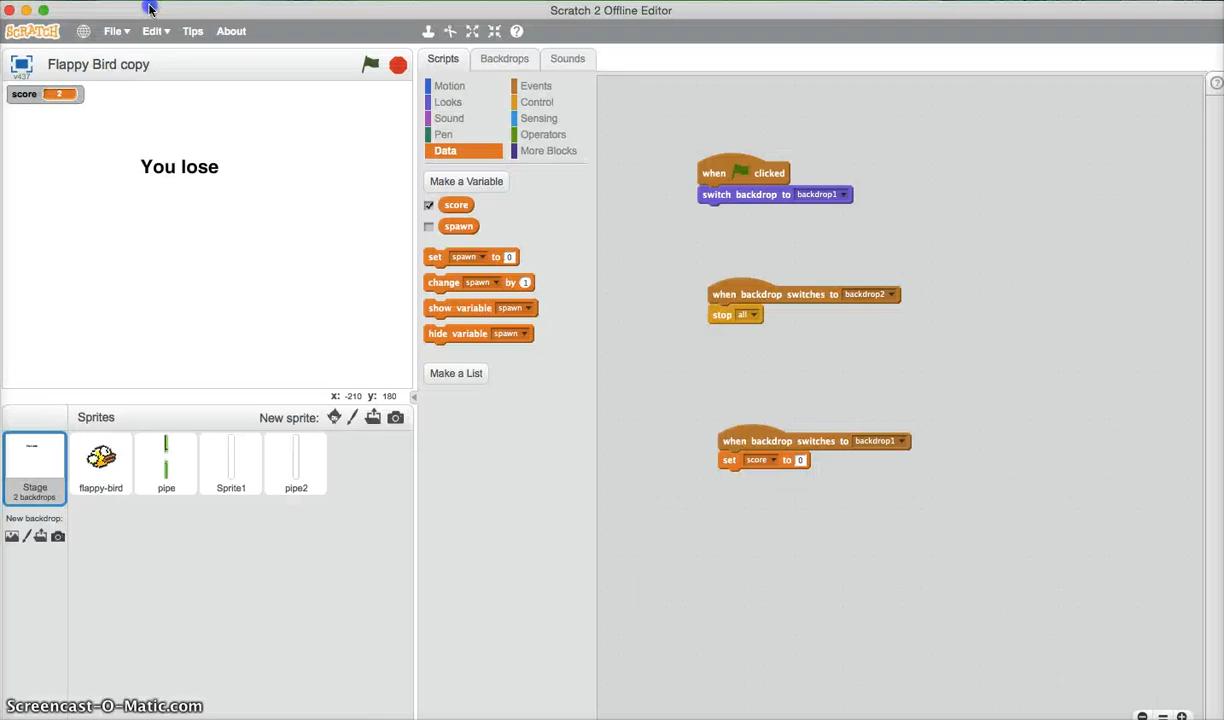 Scratch 2 Offline Editor
SCRATCH File Edit Tips About
v437 Flappy Bird copy
score 2
You lose
x: -210 y: 180
Sprites New sprite:
Stage
2 backdrops
flappy-bird pipe Sprite1 pipe2
New backdrop:
Scripts Backdrops Sounds
Motion Events
Looks Control
Sound Sensing
Pen Operators
Data More Blocks
Make a Variable
score
spawn
set spawn to 0
change spawn by 1
show variable spawn
hide variable spawn
Make a List
when clicked
switch backdrop to backdrop1
when backdrop switches to backdrop2
stop all
when backdrop switches to backdrop1
set score to 0
Screencast-O-Matic.com